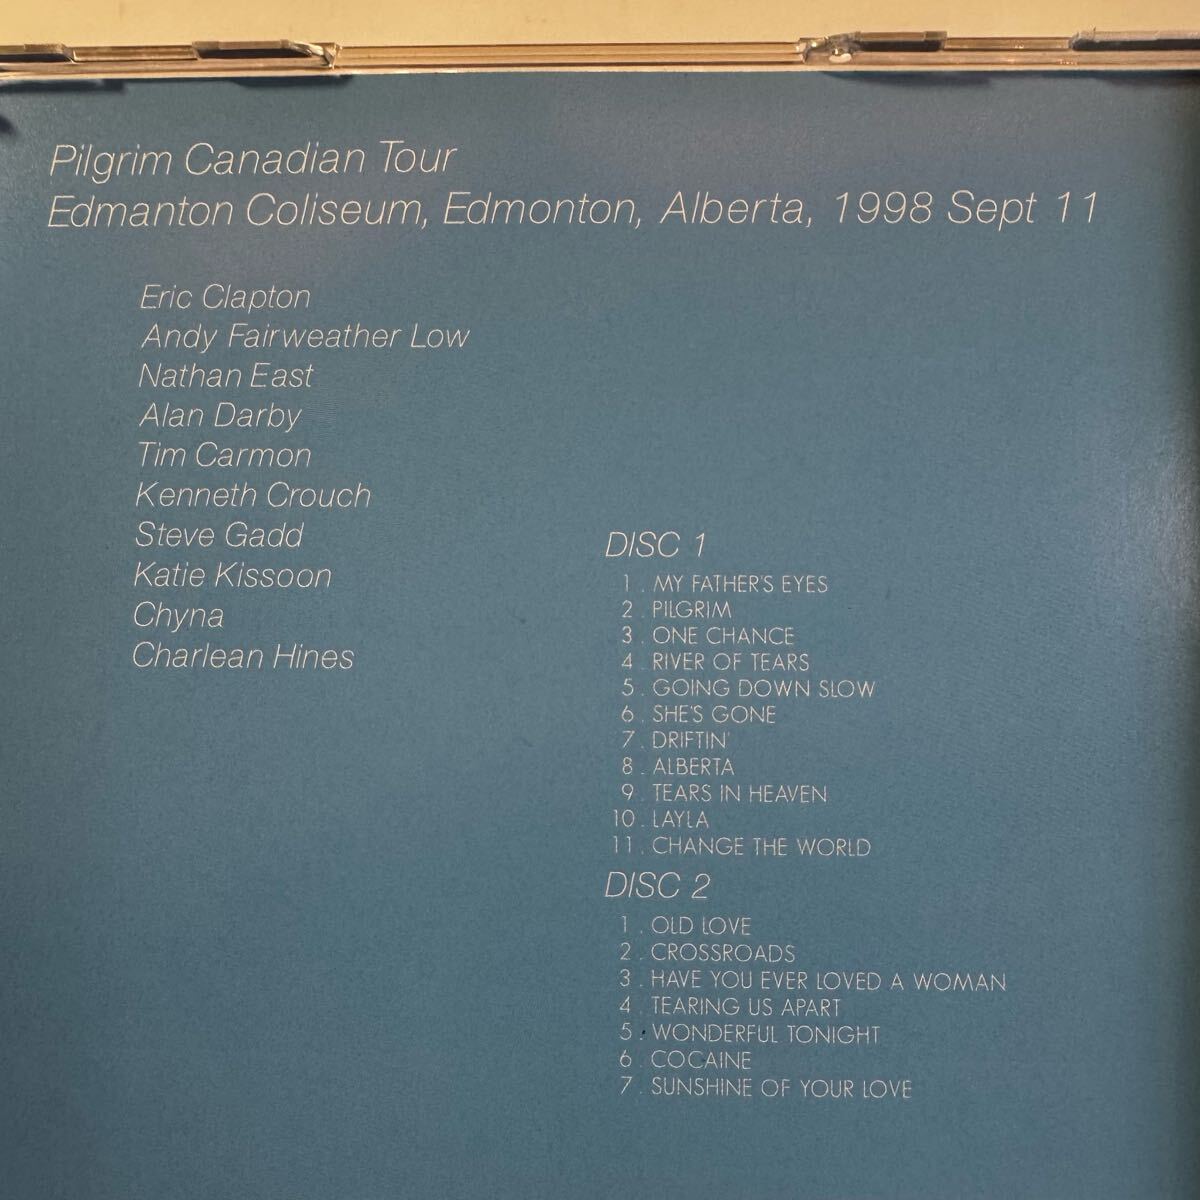 Pilgrim Canadian Tour
Edmanton Coliseum, Edmonton, Alberta, 1998 Sept 11
Eric Clapton
Andy Fairweather Low
Nathan East
Alan Darby
Tim Carmon
Kenneth Crouch
Steve Gadd
Katie Kissoon
Chyna
Charlean Hines
DISC 1
1. MY FATHER'S EYES
2. PILGRIM
3. ONE CHANCE
4. RIVER OF TEARS
5. GOING DOWN SLOW
6. SHE'S GONE
7. DRIFTIN'
8. ALBERTA
9. TEARS IN HEAVEN
10. LAYLA
11. CHANGE THE WORLD
DISC 2
1. OLD LOVE
2. CROSSROADS
3. HAVE YOU EVER LOVED A WOMAN
4. TEARING US APART
5. WONDERFUL TONIGHT
6. COCAINE
7. SUNSHINE OF YOUR LOVE